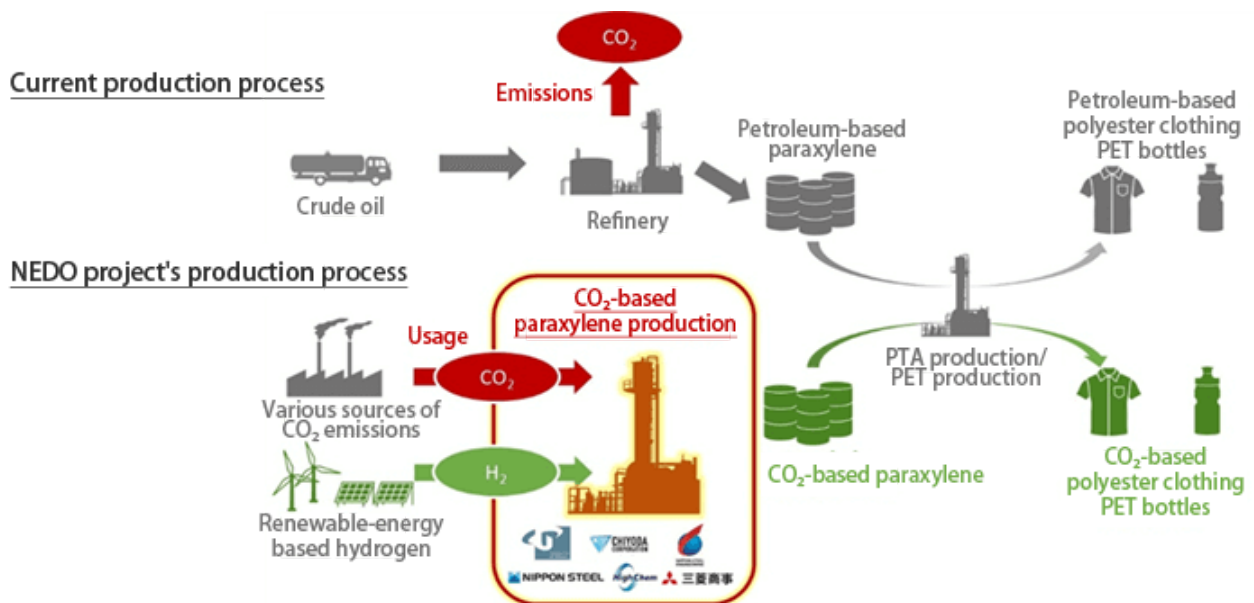 CO₂
Current production process
Emissions
Petroleum-based
paraxylene
Petroleum-based
polyester clothing
PET bottles
Crude oil
Refinery
NEDO project's production process
CO₂-based
paraxylene production
Usage
CO₂
PTA production/
PET production
Various sources of
CO₂ emissions
H₂
CO₂-based paraxylene
CO₂-based
polyester clothing
PET bottles
Renewable-energy
based hydrogen
CHIYODA
CORPORATION
NIPPON STEEL
HighChem
三菱商事